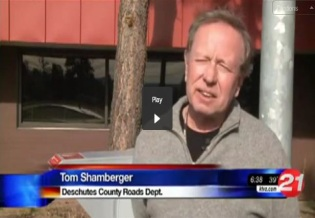 Play
Tom Shamberger
Deschutes County Roads Dept.
6:38 39°
ktvz.com
21